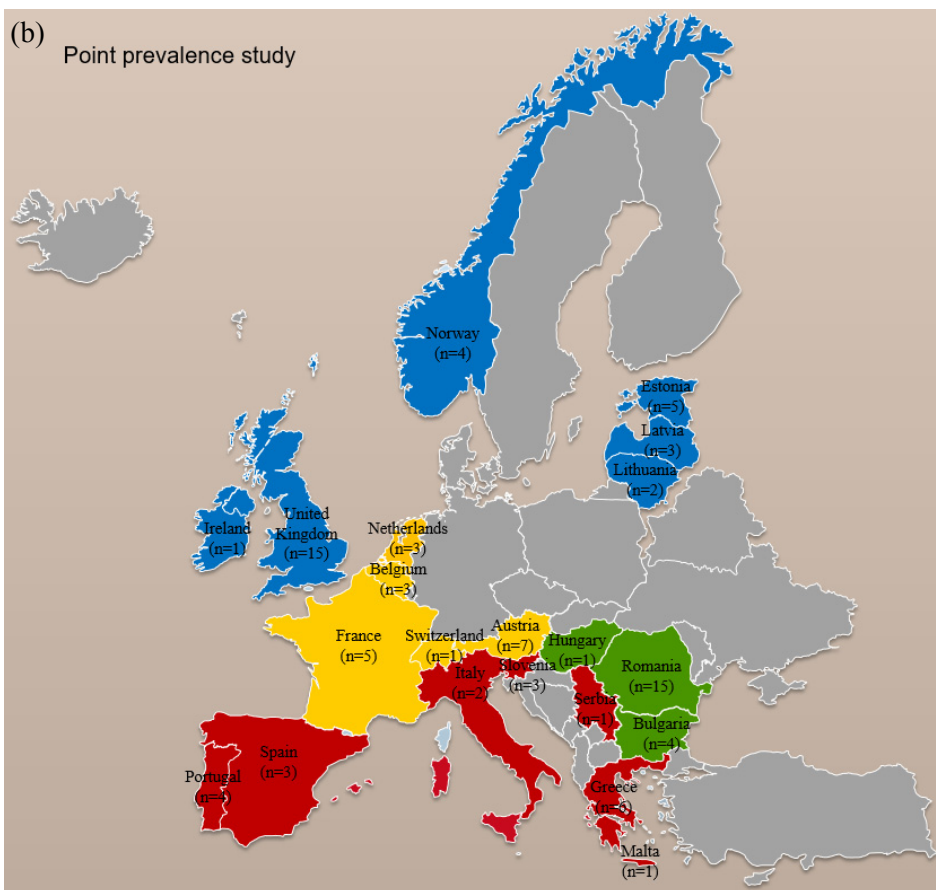 (b)
Point prevalence study
Norway
(n=4)
Estonia
(n=5)
Latvia
(n=3)
Lithuania
(n=2)
Ireland
(n=1)
United
Kingdom
(n=15)
Netherlands
(n=3)
Belgium
(n=3)
France
(n=5)
Switzerland
(n=1)
Austria
(n=7)
Hungary
(n=1)
Romania
(n=15)
Italy
(n=2)
Slovenia
(n=3)
Serbia
(n=1)
Bulgaria
(n=4)
Portugal
(n=4)
Spain
(n=3)
Greece
(n=6)
Malta
(n=1)